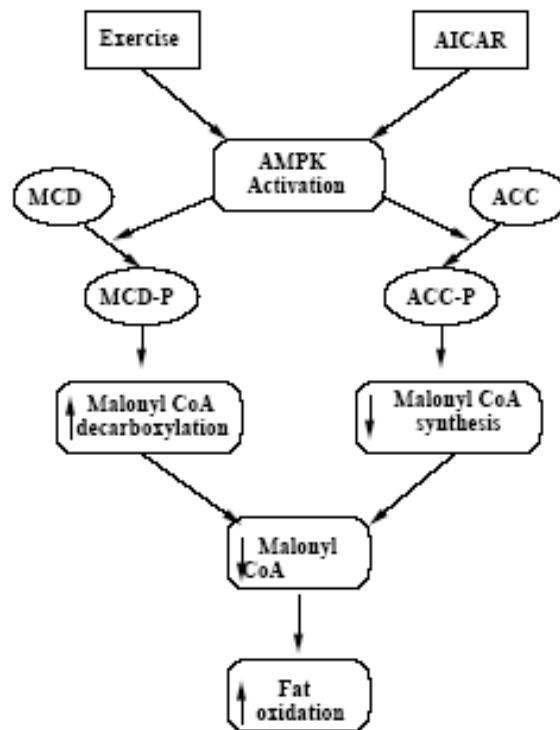 Exercise
AICAR
AMPK
Activation
MCD
ACC
MCD-P
ACC-P
Malonyl CoA
decarboxylation
Malonyl CoA
synthesis
Malonyl
CoA
Fat
oxidation